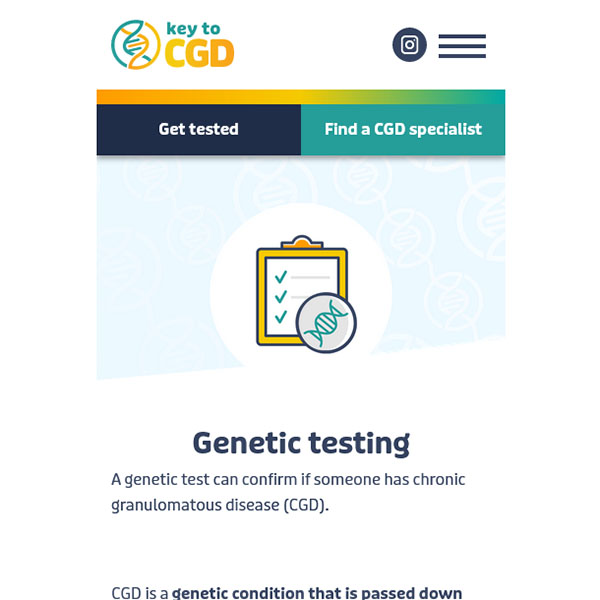 key to
CGD
Get tested
Find a CGD specialist
Genetic testing
A genetic test can confirm if someone has chronic
granulomatous disease (CGD).
CGD is a genetic condition that is passed down